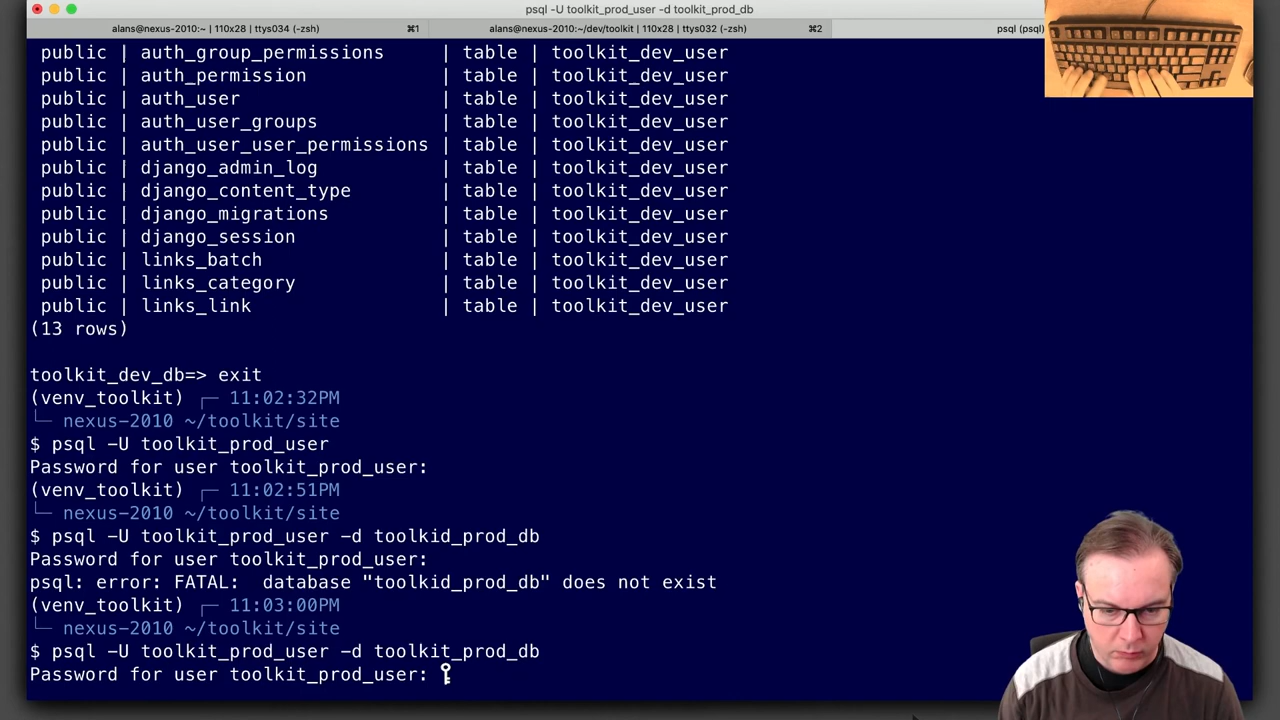 psql -U toolkit_prod_user -d toolkit_prod_db
alans@nexus-2010:~ | 110x28 | ttys034 (-zsh) ⌘1 alans@nexus-2010:~/dev/toolkit | 110x28 | ttys032 (-zsh) ⌘2 psql (psql)
public | auth_group_permissions | table | toolkit_dev_user
public | auth_permission | table | toolkit_dev_user
public | auth_user | table | toolkit_dev_user
public | auth_user_groups | table | toolkit_dev_user
public | auth_user_user_permissions | table | toolkit_dev_user
public | django_admin_log | table | toolkit_dev_user
public | django_content_type | table | toolkit_dev_user
public | django_migrations | table | toolkit_dev_user
public | django_session | table | toolkit_dev_user
public | links_batch | table | toolkit_dev_user
public | links_category | table | toolkit_dev_user
public | links_link | table | toolkit_dev_user
(13 rows)
toolkit_dev_db=> exit
(venv_toolkit) ┌─ 11:02:32PM
└─ nexus-2010 ~/toolkit/site
$ psql -U toolkit_prod_user
Password for user toolkit_prod_user:
(venv_toolkit) ┌─ 11:02:51PM
└─ nexus-2010 ~/toolkit/site
$ psql -U toolkit_prod_user -d toolkid_prod_db
Password for user toolkit_prod_user:
psql: error: FATAL:  database "toolkid_prod_db" does not exist
(venv_toolkit) ┌─ 11:03:00PM
└─ nexus-2010 ~/toolkit/site
$ psql -U toolkit_prod_user -d toolkit_prod_db
Password for user toolkit_prod_user: